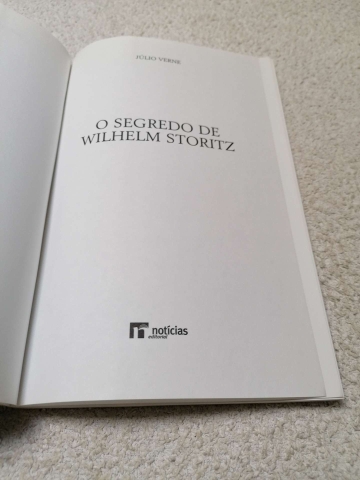 JÚLIO VERNE
O SEGREDO DE
WILHELM STORITZ
notícias
editorial